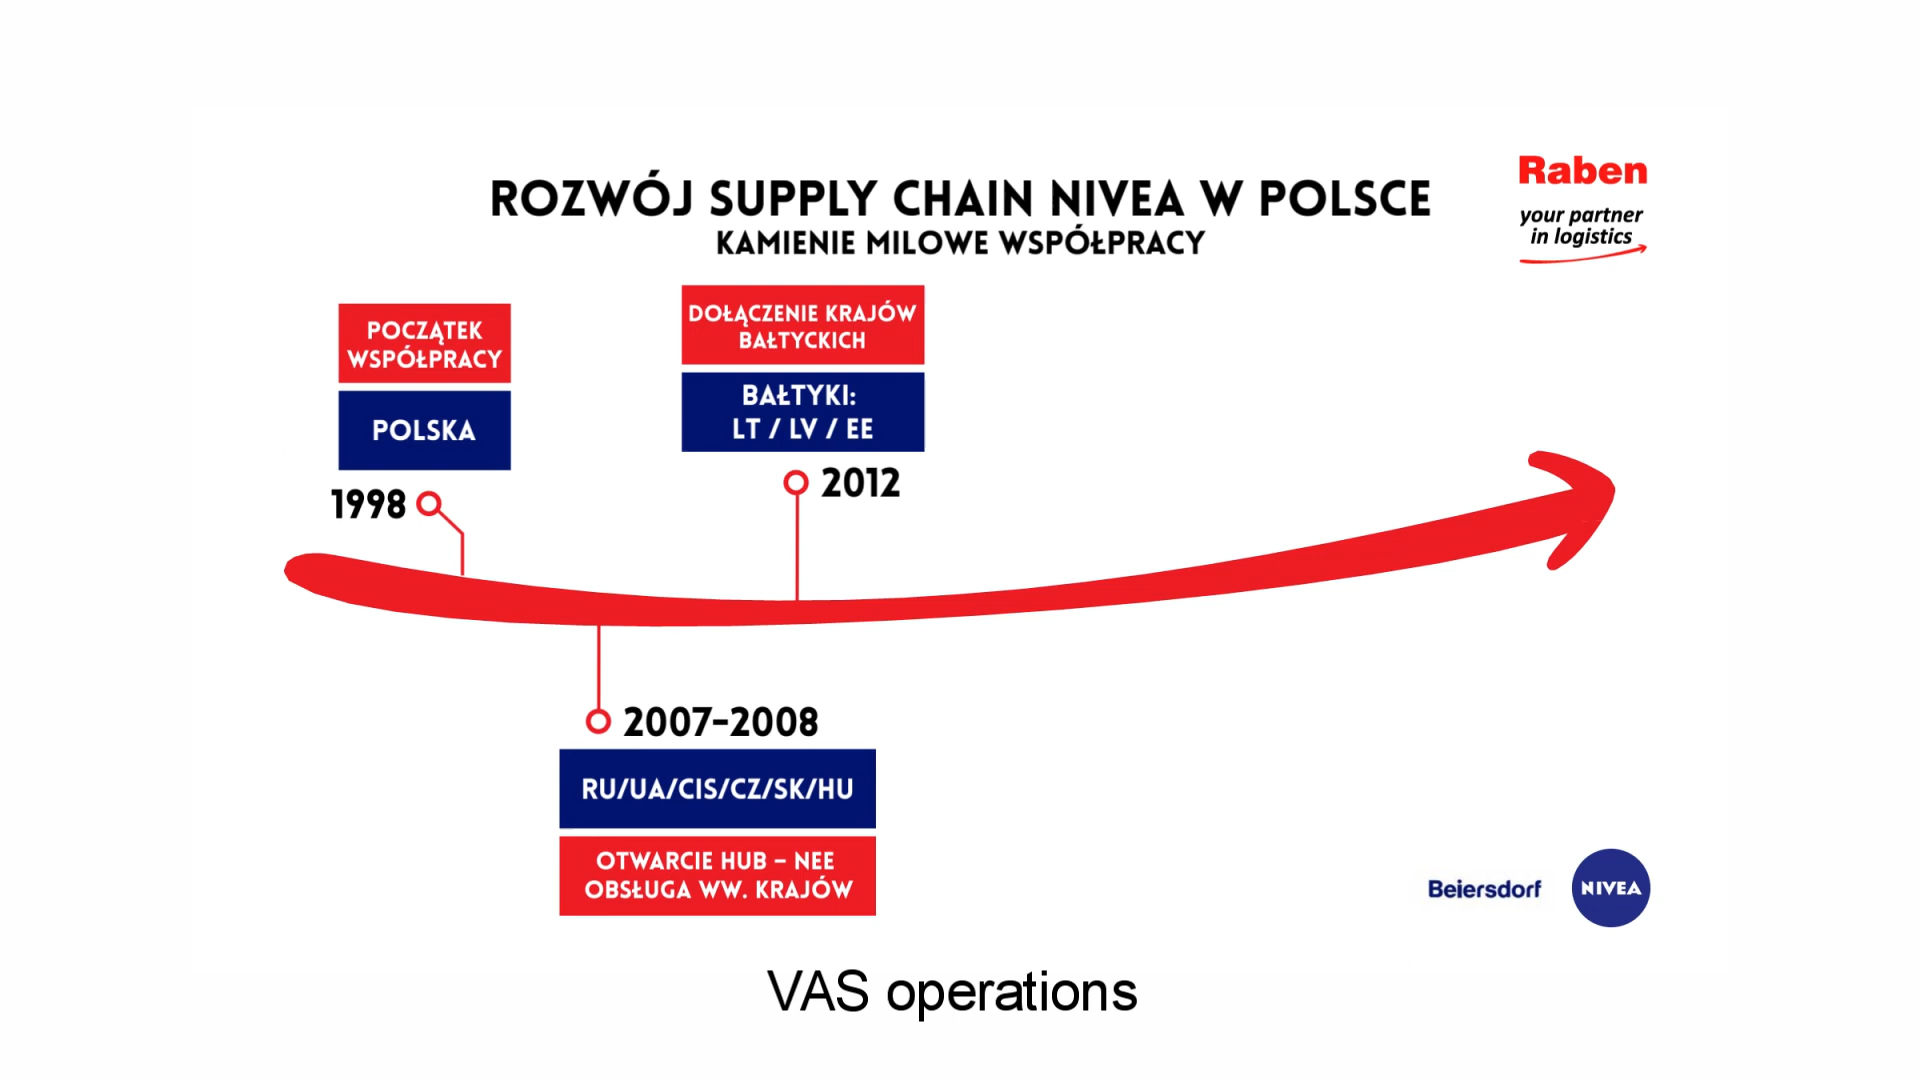 ROZWÓJ SUPPLY CHAIN NIVEA W POLSCE
KAMIENIE MILOWE WSPÓŁPRACY
Raben
your partner
in logistics
POCZĄTEK
WSPÓŁPRACY
POLSKA
1998
DOŁĄCZENIE KRAJÓW
BAŁTYCKICH
BAŁTYKI:
LT / LV / EE
2012
2007-2008
RU/UA/CIS/CZ/SK/HU
OTWARCIE HUB – NEE
OBSŁUGA WW. KRAJÓW
Beiersdorf
NIVEA
VAS operations